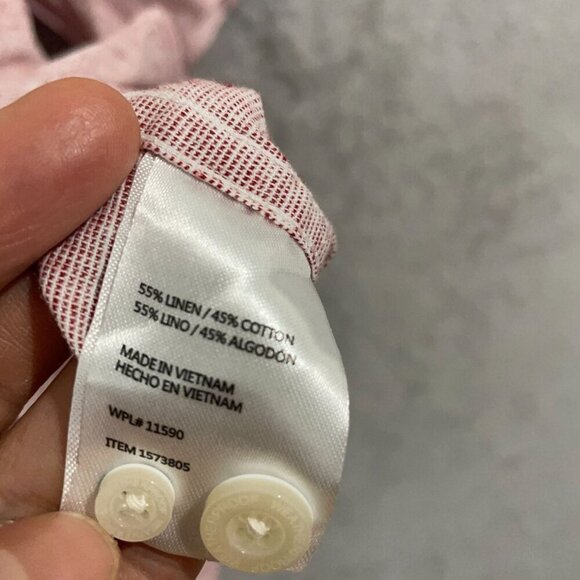 55% LINEN / 45% COTTON
55% LINO / 45% ALGODÓN
MADE IN VIETNAM
HECHO EN VIETNAM
WPL# 11590
ITEM 1573805